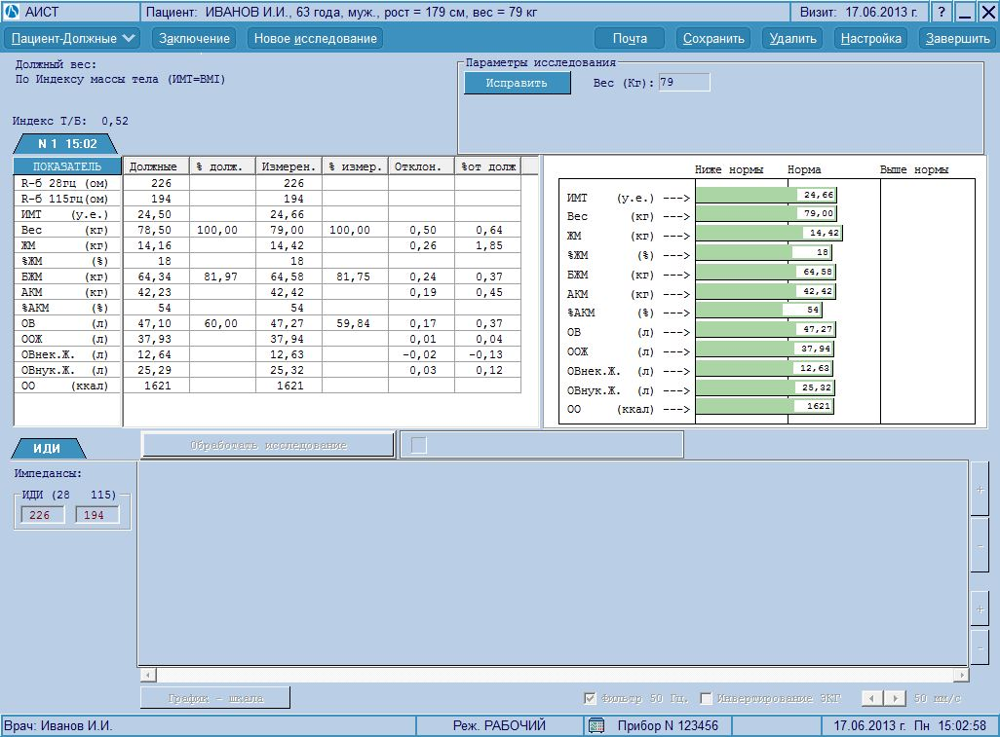 АИСТ Пациент: ИВАНОВ И.И., 63 года, муж., рост = 179 см, вес = 79 кг Визит: 17.06.2013 г. ?
Пациент-Должные Заключение Новое исследование Почта Сохранить Удалить Настройка Завершить
Должный вес:
По Индексу массы тела (ИМТ=BMI)
Индекс Т/Б: 0,52
Параметры исследования
Исправить Вес (Кг): 79
N 1 15:02
ПОКАЗАТЕЛЬ Должные % долж. Измерен. % измер. Отклон. %от долж
R-б 28гц (ом) 226 226
R-б 115гц(ом) 194 194
ИМТ (у.е.) 24,50 24,66
Вес (кг) 78,50 100,00 79,00 100,00 0,50 0,64
ЖМ (кг) 14,16 14,42 0,26 1,85
%ЖМ (%) 18 18
БЖМ (кг) 64,34 81,97 64,58 81,75 0,24 0,37
АКМ (кг) 42,23 42,42 0,19 0,45
%АКМ (%) 54 54
ОВ (л) 47,10 60,00 47,27 59,84 0,17 0,37
ООЖ (л) 37,93 37,94 0,01 0,04
ОВнек.Ж. (л) 12,64 12,63 -0,02 -0,13
ОВнук.Ж. (л) 25,29 25,32 0,03 0,12
ОО (ккал) 1621 1621
Ниже нормы Норма Выше нормы
ИМТ (у.е.) ---> 24,66
Вес (кг) ---> 79,00
ЖМ (кг) ---> 14,42
%ЖМ (%) ---> 18
БЖМ (кг) ---> 64,58
АКМ (кг) ---> 42,42
%АКМ (%) ---> 54
ОВ (л) ---> 47,27
ООЖ (л) ---> 37,94
ОВнек.Ж. (л) ---> 12,63
ОВнук.Ж. (л) ---> 25,32
ОО (ккал) ---> 1621
ИДИ Обработать исследование
Импедансы:
ИДИ (28 115)
226 194
+
-
+
-
График - шкала Фильтр 50 Гц. Инвертирование ЭКГ 50 мм/с
Врач: Иванов И.И. Реж. РАБОЧИЙ Прибор N 123456 17.06.2013 г. Пн 15:02:58